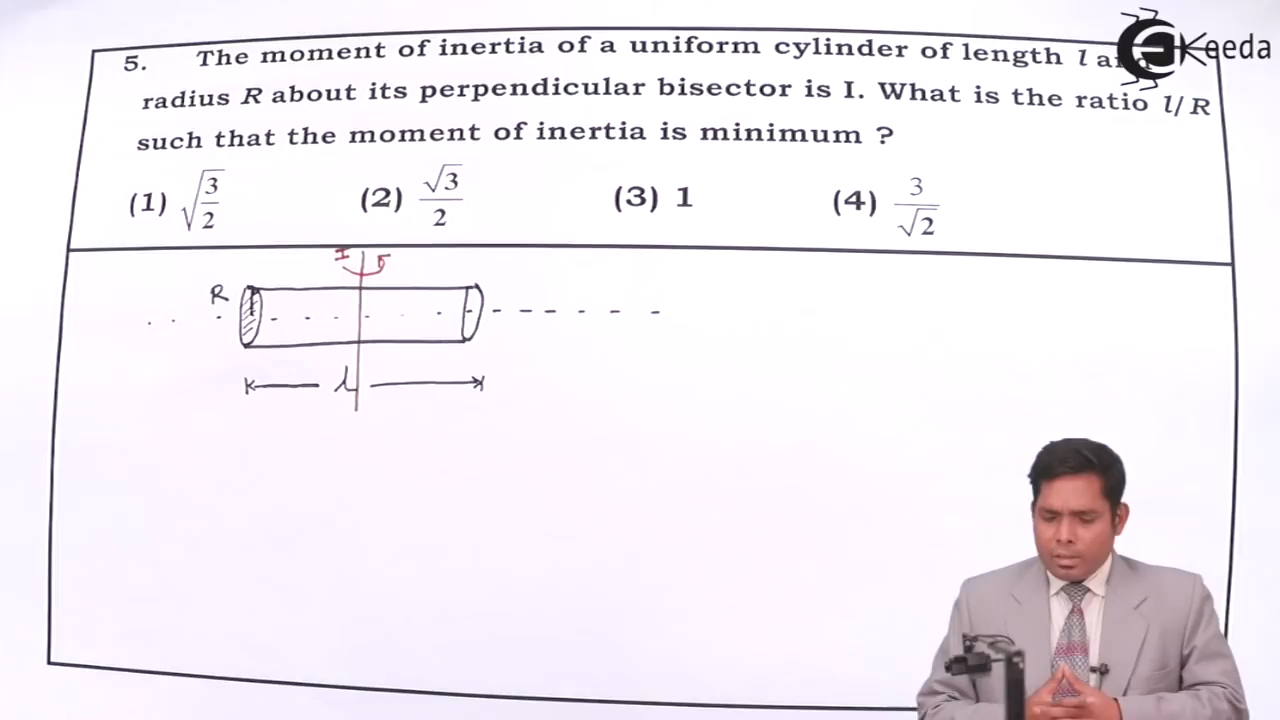 eKeeda
5. The moment of inertia of a uniform cylinder of length l
radius R about its perpendicular bisector is I. What is the ratio l/R
such that the moment of inertia is minimum ?
(1) √(3/2) (2) √3/2 (3) 1 (4) 3/√2
I
R
l